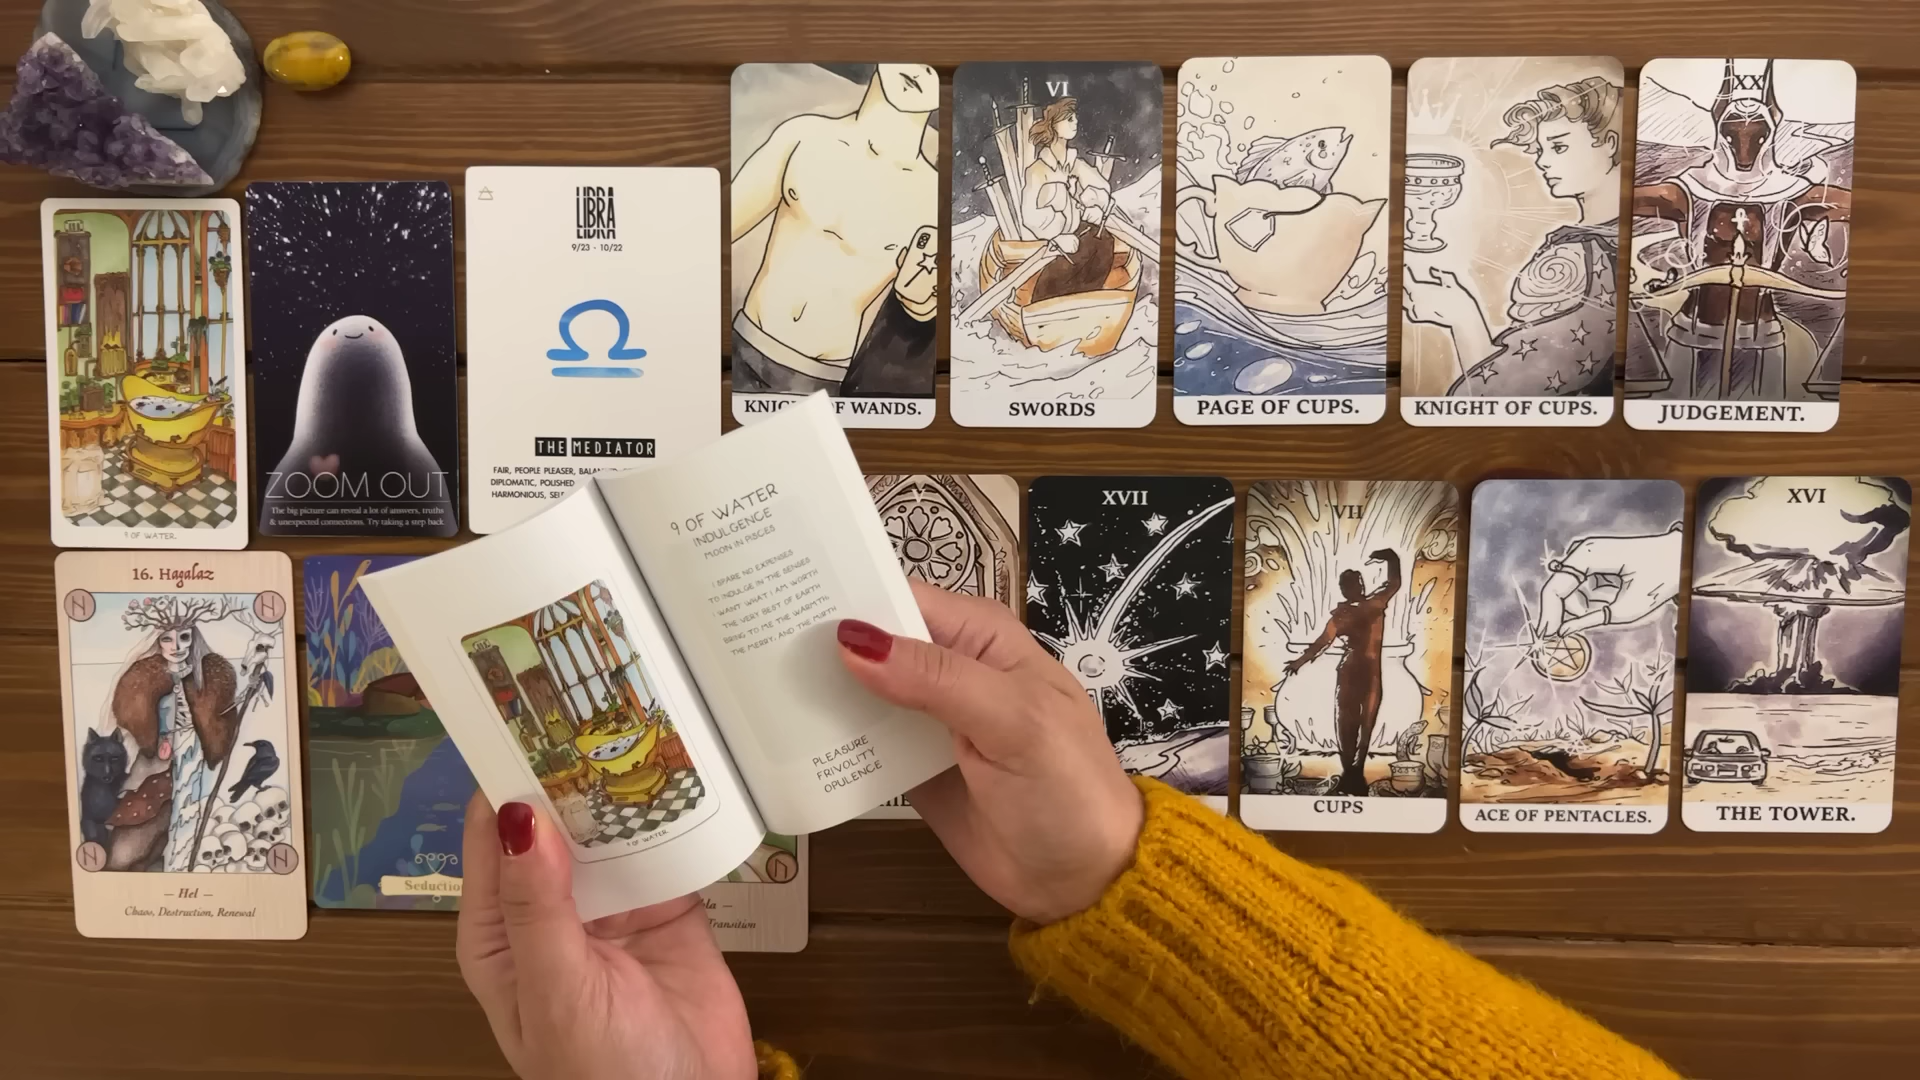 9 OF WATER.
ZOOM OUT
The big picture can reveal a lot of answers, truths
& unexpected connections. Try taking a step back
LIBRA
9/23 - 10/22
THE MEDIATOR
FAIR, PEOPLE PLEASER,
DIPLOMATIC, POLISHED
HARMONIOUS,
KNIGHT OF WANDS.
VI
SWORDS
PAGE OF CUPS.
KNIGHT OF CUPS.
XX
JUDGEMENT.
16. Hagalaz
— Hel —
Chaos, Destruction, Renewal
Seduction
Transition
9 OF WATER
9 OF WATER
INDULGENCE
MOON IN PISCES
I SPARE NO EXPENSES
TO INDULGE IN THE SENSES
I WANT WHAT I AM WORTH
THE VERY BEST OF EARTH
BRING TO ME THE WARMTH,
THE MERRY, AND THE MIRTH
PLEASURE
FRIVOLITY
OPULENCE
V
XVII
VII
CUPS
ACE OF PENTACLES.
XVI
THE TOWER.